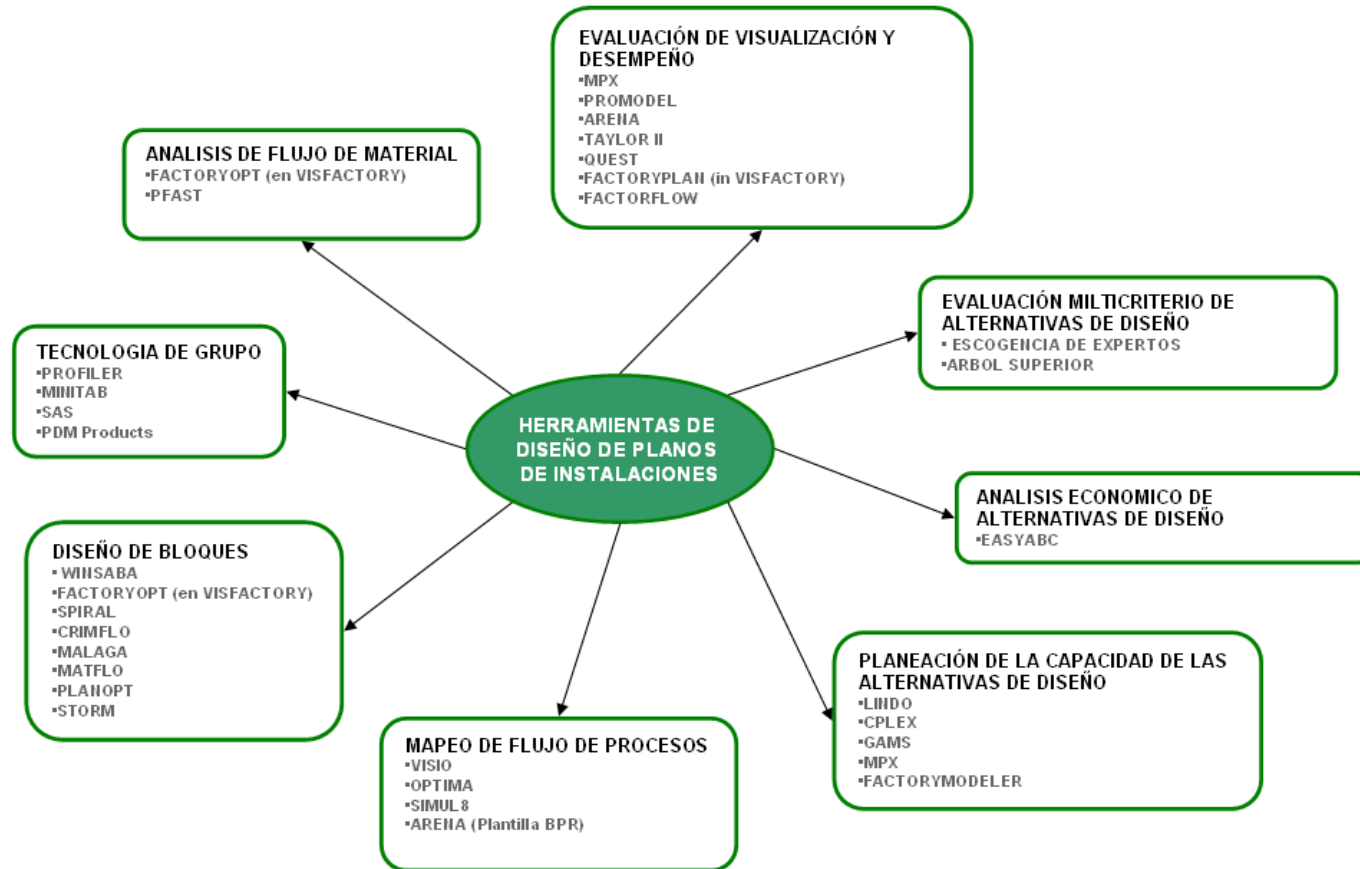 EVALUACIÓN DE VISUALIZACIÓN Y
DESEMPEÑO
▪MPX
▪PROMODEL
▪ARENA
▪TAYLOR II
▪QUEST
▪FACTORYPLAN (in VISFACTORY)
▪FACTORFLOW
ANALISIS DE FLUJO DE MATERIAL
▪FACTORYOPT (en VISFACTORY)
▪PFAST
EVALUACIÓN MILTICRITERIO DE
ALTERNATIVAS DE DISEÑO
▪ ESCOGENCIA DE EXPERTOS
▪ARBOL SUPERIOR
TECNOLOGIA DE GRUPO
▪PROFILER
▪MINITAB
▪SAS
▪PDM Products
HERRAMIENTAS DE
DISEÑO DE PLANOS
DE INSTALACIONES
ANALISIS ECONOMICO DE
ALTERNATIVAS DE DISEÑO
▪EASYABC
DISEÑO DE BLOQUES
▪ WINSABA
▪FACTORYOPT (en VISFACTORY)
▪SPIRAL
▪CRIMFLO
▪MALAGA
▪MATFLO
▪PLANOPT
▪STORM
PLANEACIÓN DE LA CAPACIDAD DE LAS
ALTERNATIVAS DE DISEÑO
▪LINDO
▪CPLEX
▪GAMS
▪MPX
▪FACTORYMODELER
MAPEO DE FLUJO DE PROCESOS
▪VISIO
▪OPTIMA
▪SIMUL8
▪ARENA (Plantilla BPR)